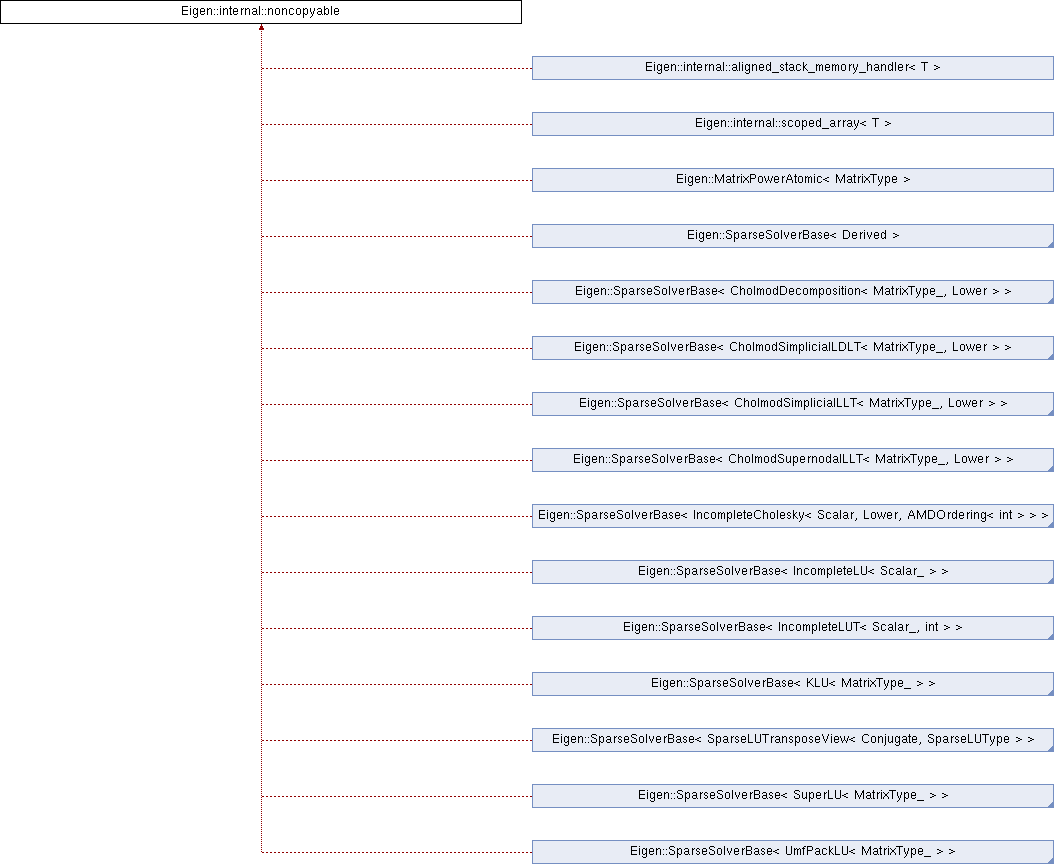 Eigen::internal::noncopyable
Eigen::internal::aligned_stack_memory_handler< T >
Eigen::internal::scoped_array< T >
Eigen::MatrixPowerAtomic< MatrixType >
Eigen::SparseSolverBase< Derived >
Eigen::SparseSolverBase< CholmodDecomposition< MatrixType_, Lower > >
Eigen::SparseSolverBase< CholmodSimplicialLDLT< MatrixType_, Lower > >
Eigen::SparseSolverBase< CholmodSimplicialLLT< MatrixType_, Lower > >
Eigen::SparseSolverBase< CholmodSupernodalLLT< MatrixType_, Lower > >
Eigen::SparseSolverBase< IncompleteCholesky< Scalar, Lower, AMDOrdering< int > > >
Eigen::SparseSolverBase< IncompleteLU< Scalar_ > >
Eigen::SparseSolverBase< IncompleteLUT< Scalar_, int > >
Eigen::SparseSolverBase< KLU< MatrixType_ > >
Eigen::SparseSolverBase< SparseLUTransposeView< Conjugate, SparseLUType > >
Eigen::SparseSolverBase< SuperLU< MatrixType_ > >
Eigen::SparseSolverBase< UmfPackLU< MatrixType_ > >